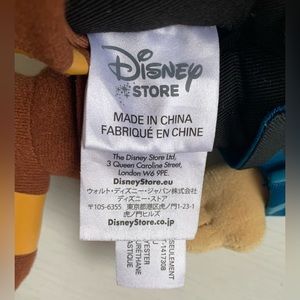 Disney
STORE
MADE IN CHINA
FABRIQUÉ EN CHINE
The Disney Store Ltd,
3 Queen Caroline Street,
London W6 9PE.
DisneyStore.eu
ウォルト・ディズニー・ジャパン株式会社
ディズニーストア
〒105-6355 東京都港区虎ノ門1-23-1
虎ノ門ヒルズ
DisneyStore.co.jp
SEULEMENT